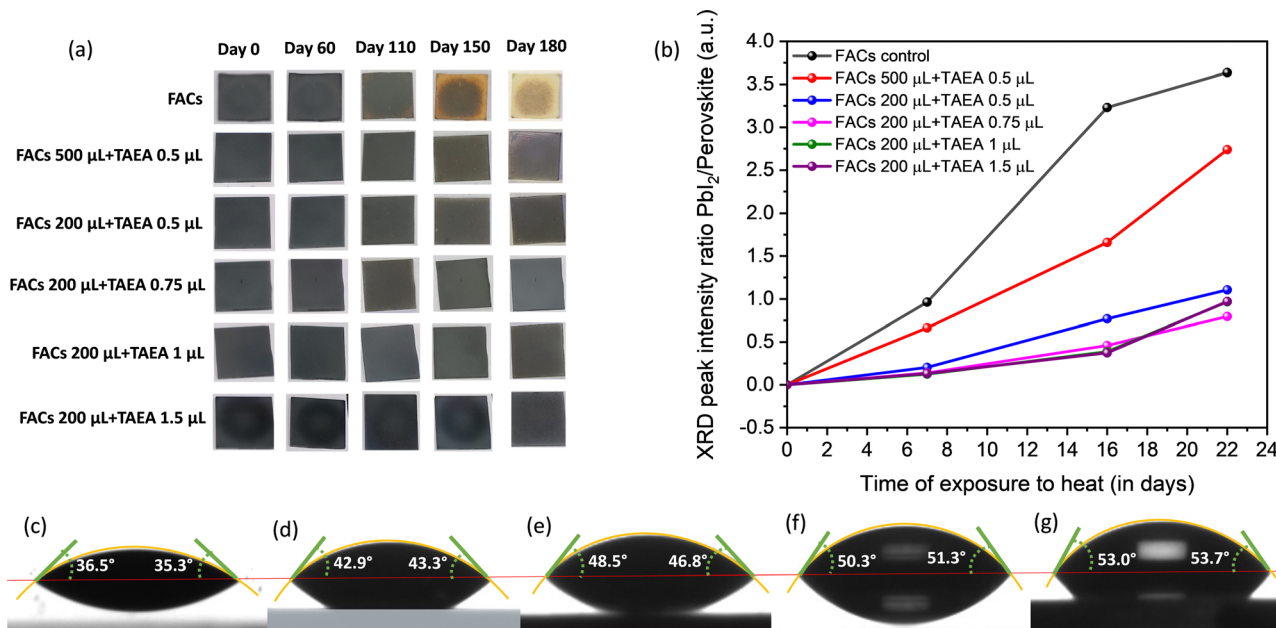 (a)
Day 0 Day 60 Day 110 Day 150 Day 180
FACs
FACs 500 μL+TAEA 0.5 μL
FACs 200 μL+TAEA 0.5 μL
FACs 200 μL+TAEA 0.75 μL
FACs 200 μL+TAEA 1 μL
FACs 200 μL+TAEA 1.5 μL
(b)
XRD peak intensity ratio PbI₂/Perovskite (a.u.)
4.0
3.5
3.0
2.5
2.0
1.5
1.0
0.5
0.0
-0.5
FACs control
FACs 500 μL+TAEA 0.5 μL
FACs 200 μL+TAEA 0.5 μL
FACs 200 μL+TAEA 0.75 μL
FACs 200 μL+TAEA 1 μL
FACs 200 μL+TAEA 1.5 μL
0 2 4 6 8 10 12 14 16 18 20 22 24
Time of exposure to heat (in days)
(c)
36.5° 35.3°
(d)
42.9° 43.3°
(e)
48.5° 46.8°
(f)
50.3° 51.3°
(g)
53.0° 53.7°